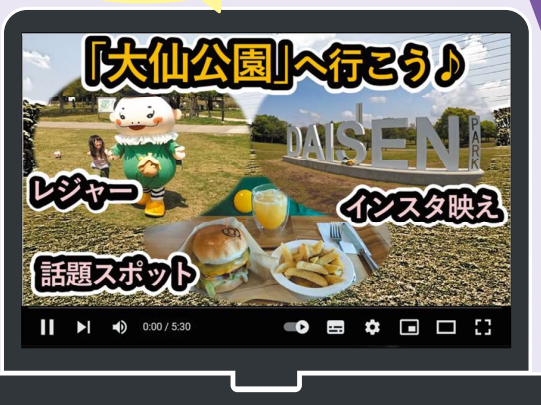 「大仙公園」へ行こう♪
DAISEN
PARK
レジャー
インスタ映え
話題スポット
0:00 / 5:30